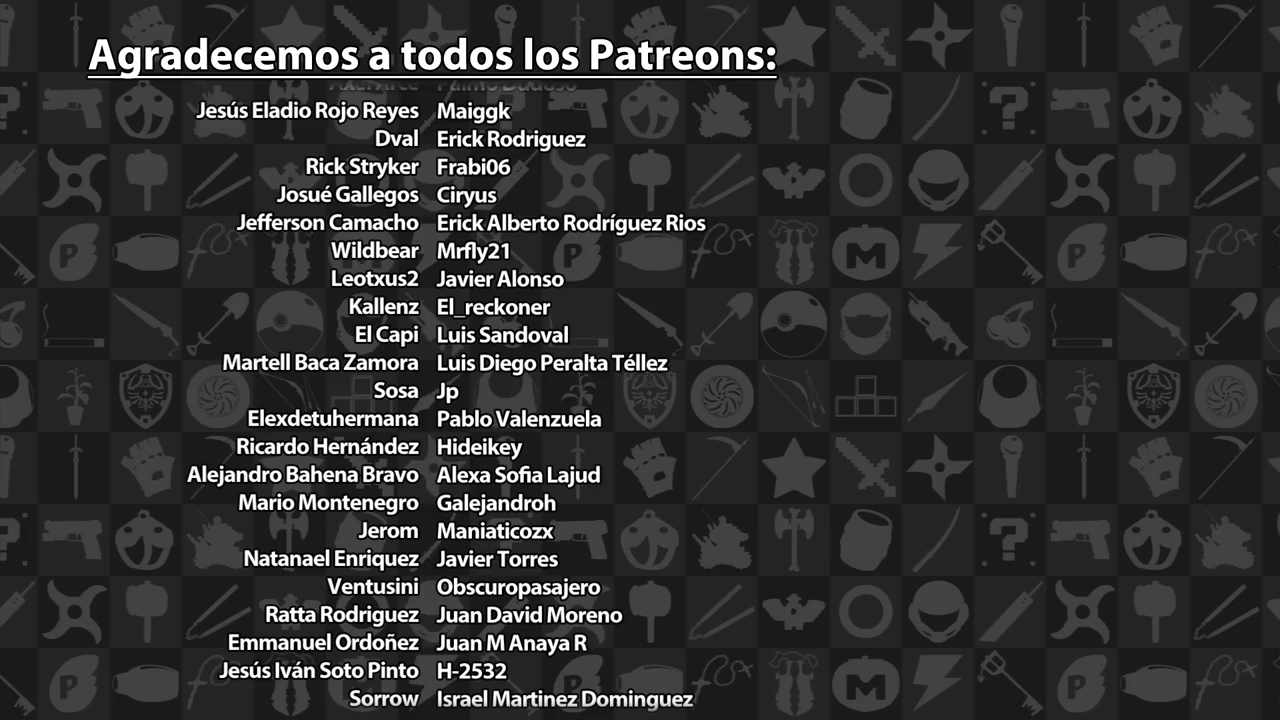 Agradecemos a todos los Patreons:
Jesús Eladio Rojo Reyes Maiggk
Dval Erick Rodriguez
Rick Stryker Frabi06
Josué Gallegos Ciryus
Jefferson Camacho Erick Alberto Rodríguez Rios
Wildbear Mrfly21
Leotxus2 Javier Alonso
Kallenz El_reckoner
El Capi Luis Sandoval
Martell Baca Zamora Luis Diego Peralta Téllez
Sosa Jp
Elexdetuhermana Pablo Valenzuela
Ricardo Hernández Hideikey
Alejandro Bahena Bravo Alexa Sofia Lajud
Mario Montenegro Galejandroh
Jerom Maniaticozx
Natanael Enriquez Javier Torres
Ventusini Obscuropasajero
Ratta Rodriguez Juan David Moreno
Emmanuel Ordoñez Juan M Anaya R
Jesús Iván Soto Pinto H-2532
Sorrow Israel Martinez Dominguez